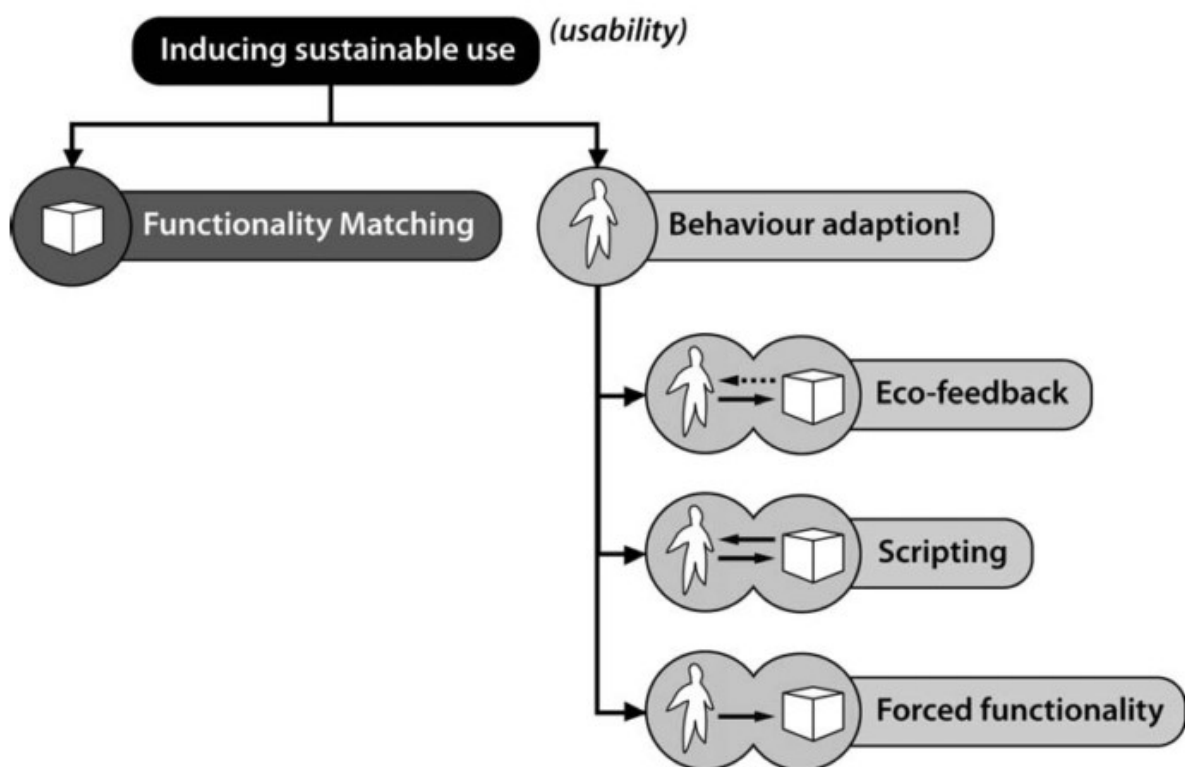 Inducing sustainable use
(usability)
Functionality Matching
Behaviour adaption!
Eco-feedback
Scripting
Forced functionality